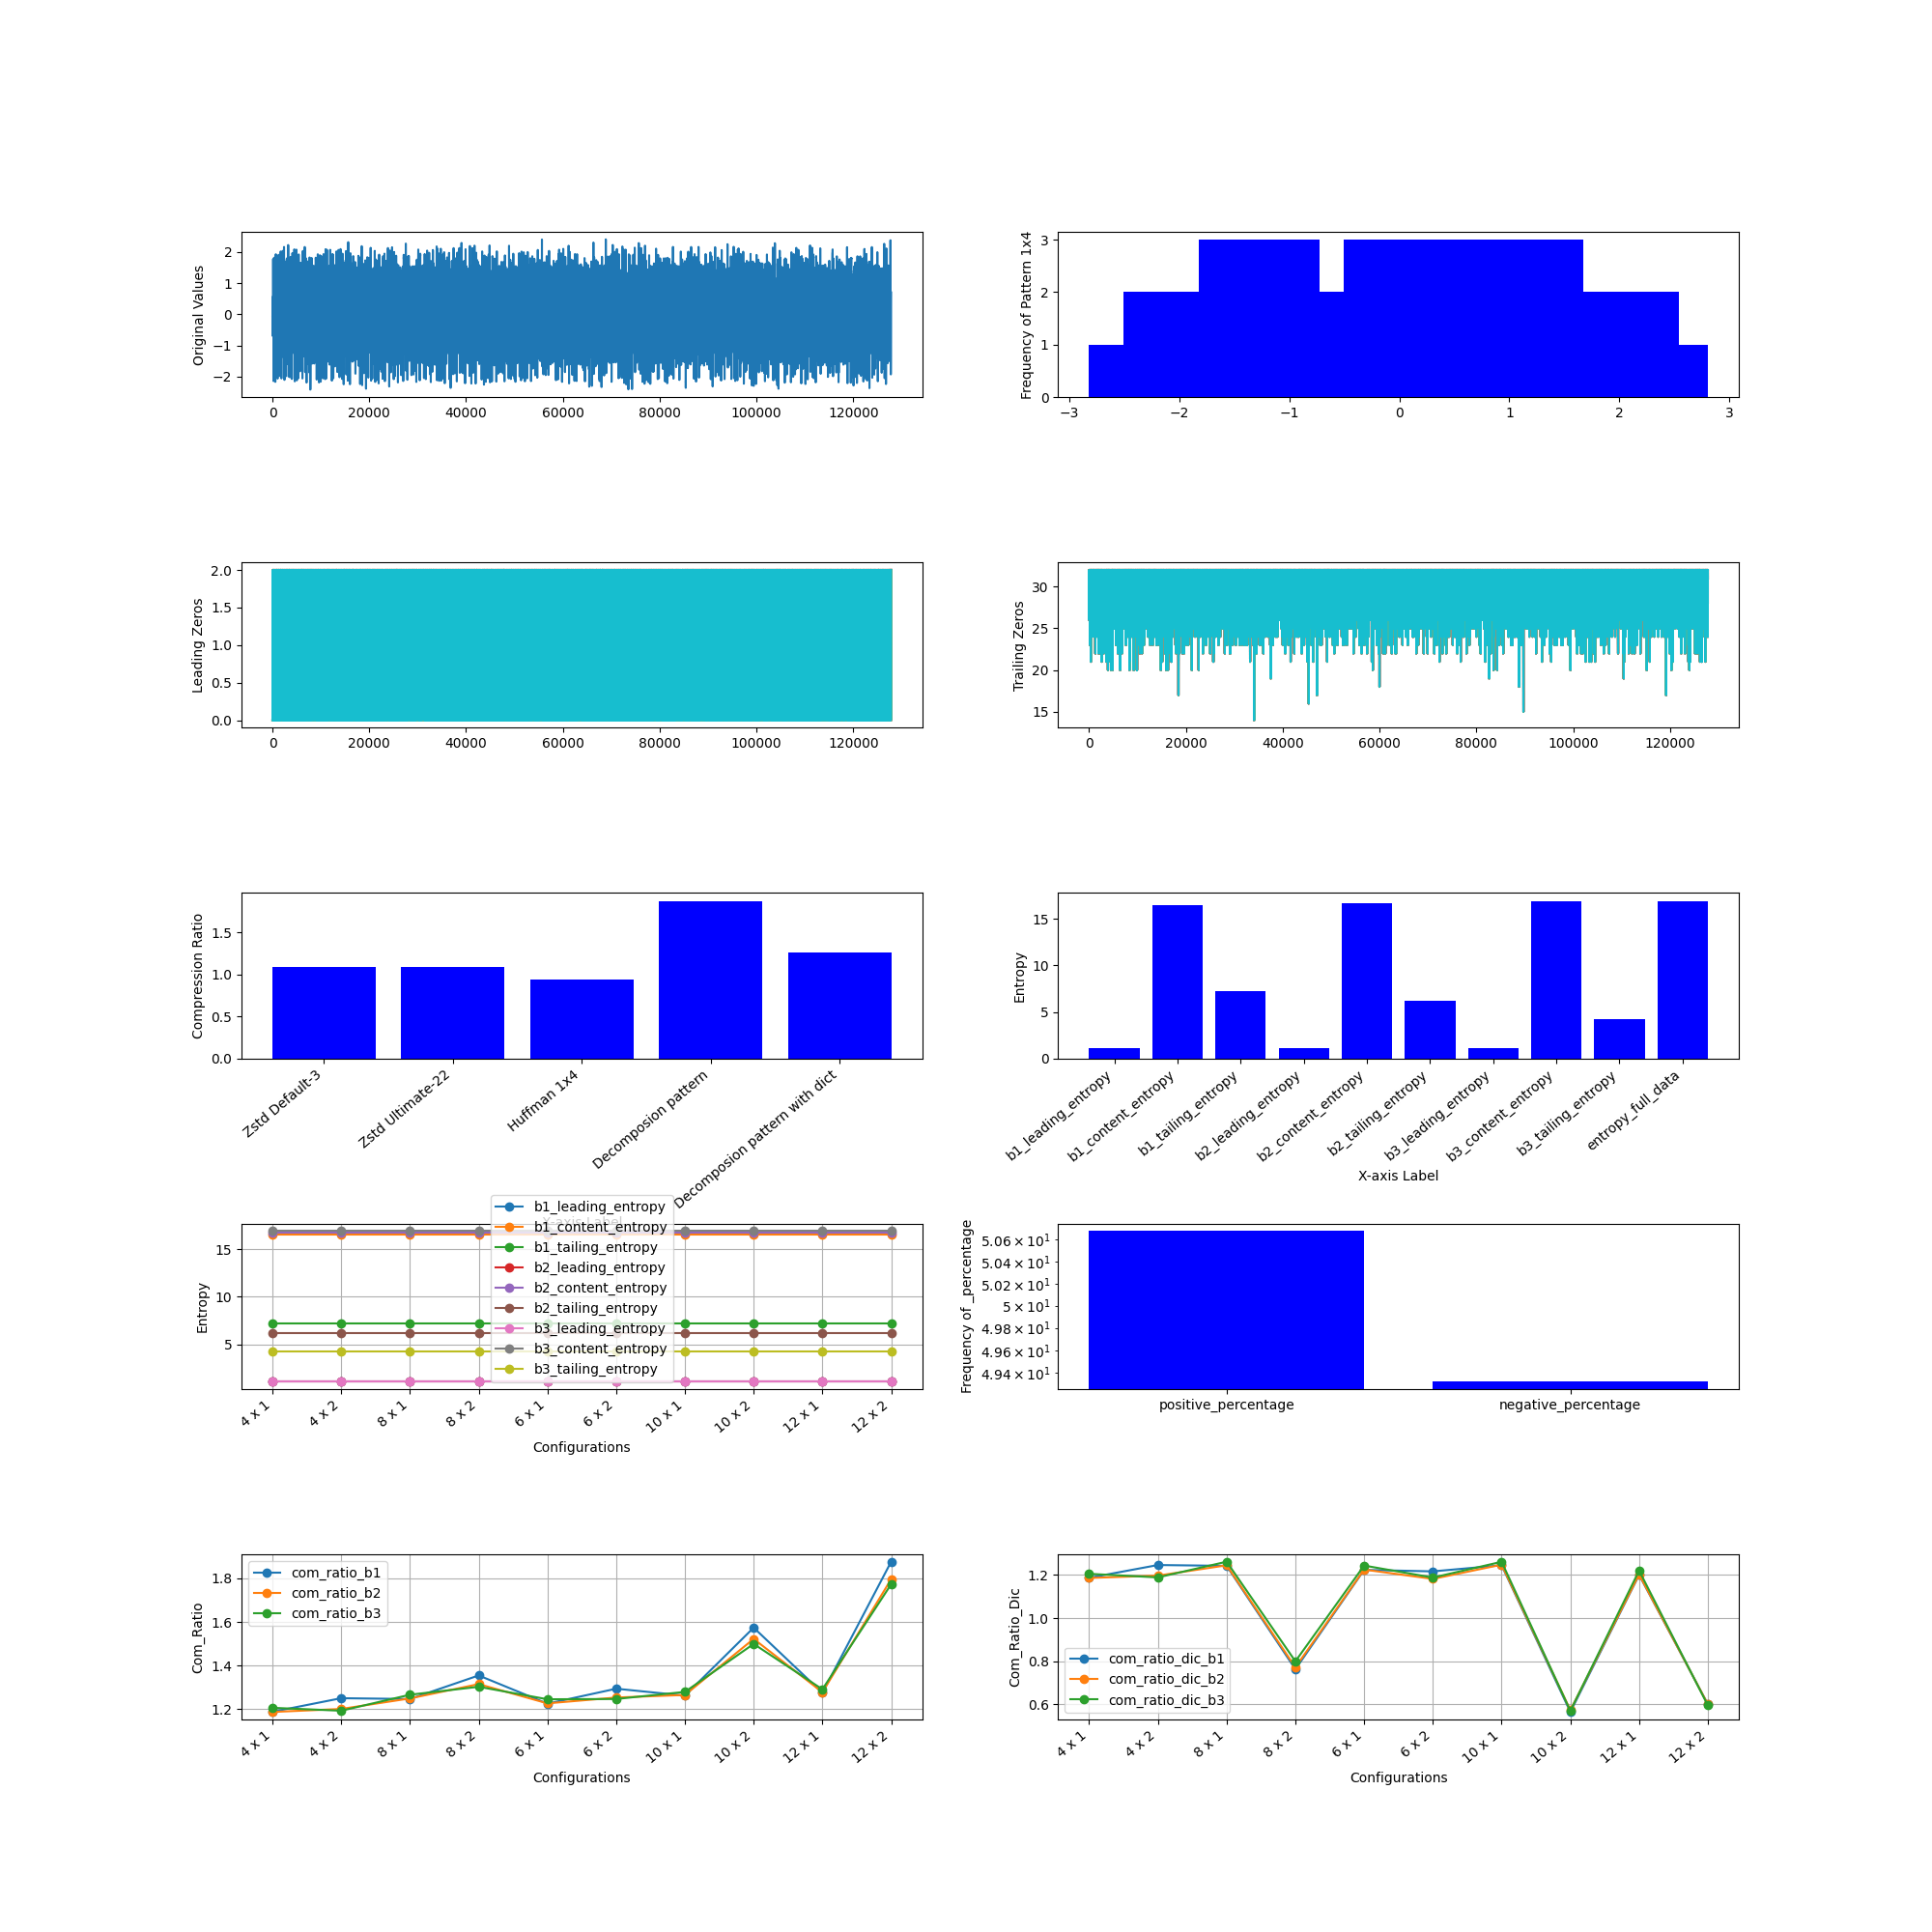 Original Values
2
1
0
−1
−2
0 20000 40000 60000 80000 100000 120000
Frequency of Pattern 1x4
3
2
1
0
−3 −2 −1 0 1 2 3
Leading Zeros
2.0
1.5
1.0
0.5
0.0
0 20000 40000 60000 80000 100000 120000
Trailing Zeros
30
25
20
15
0 20000 40000 60000 80000 100000 120000
Compression Ratio
1.5
1.0
0.5
0.0
Zstd Default-3
Zstd Ultimate-22
Huffman 1x4
Decomposion pattern
Decomposion pattern with dict
X-axis Label
Entropy
15
10
5
0
b1_leading_entropy
b1_content_entropy
b1_tailing_entropy
b2_leading_entropy
b2_content_entropy
b2_tailing_entropy
b3_leading_entropy
b3_content_entropy
b3_tailing_entropy
entropy_full_data
X-axis Label
Entropy
15
10
5
b1_leading_entropy
b1_content_entropy
b1_tailing_entropy
b2_leading_entropy
b2_content_entropy
b2_tailing_entropy
b3_leading_entropy
b3_content_entropy
b3_tailing_entropy
4 x 1
4 x 2
8 x 1
8 x 2
6 x 1
6 x 2
10 x 1
10 x 2
12 x 1
12 x 2
Configurations
Frequency of _percentage
5.06 × 10¹
5.04 × 10¹
5.02 × 10¹
5 × 10¹
4.98 × 10¹
4.96 × 10¹
4.94 × 10¹
positive_percentage negative_percentage
Com_Ratio
1.8
1.6
1.4
1.2
com_ratio_b1
com_ratio_b2
com_ratio_b3
4 x 1
4 x 2
8 x 1
8 x 2
6 x 1
6 x 2
10 x 1
10 x 2
12 x 1
12 x 2
Configurations
Com_Ratio_Dic
1.2
1.0
0.8
0.6
com_ratio_dic_b1
com_ratio_dic_b2
com_ratio_dic_b3
4 x 1
4 x 2
8 x 1
8 x 2
6 x 1
6 x 2
10 x 1
10 x 2
12 x 1
12 x 2
Configurations